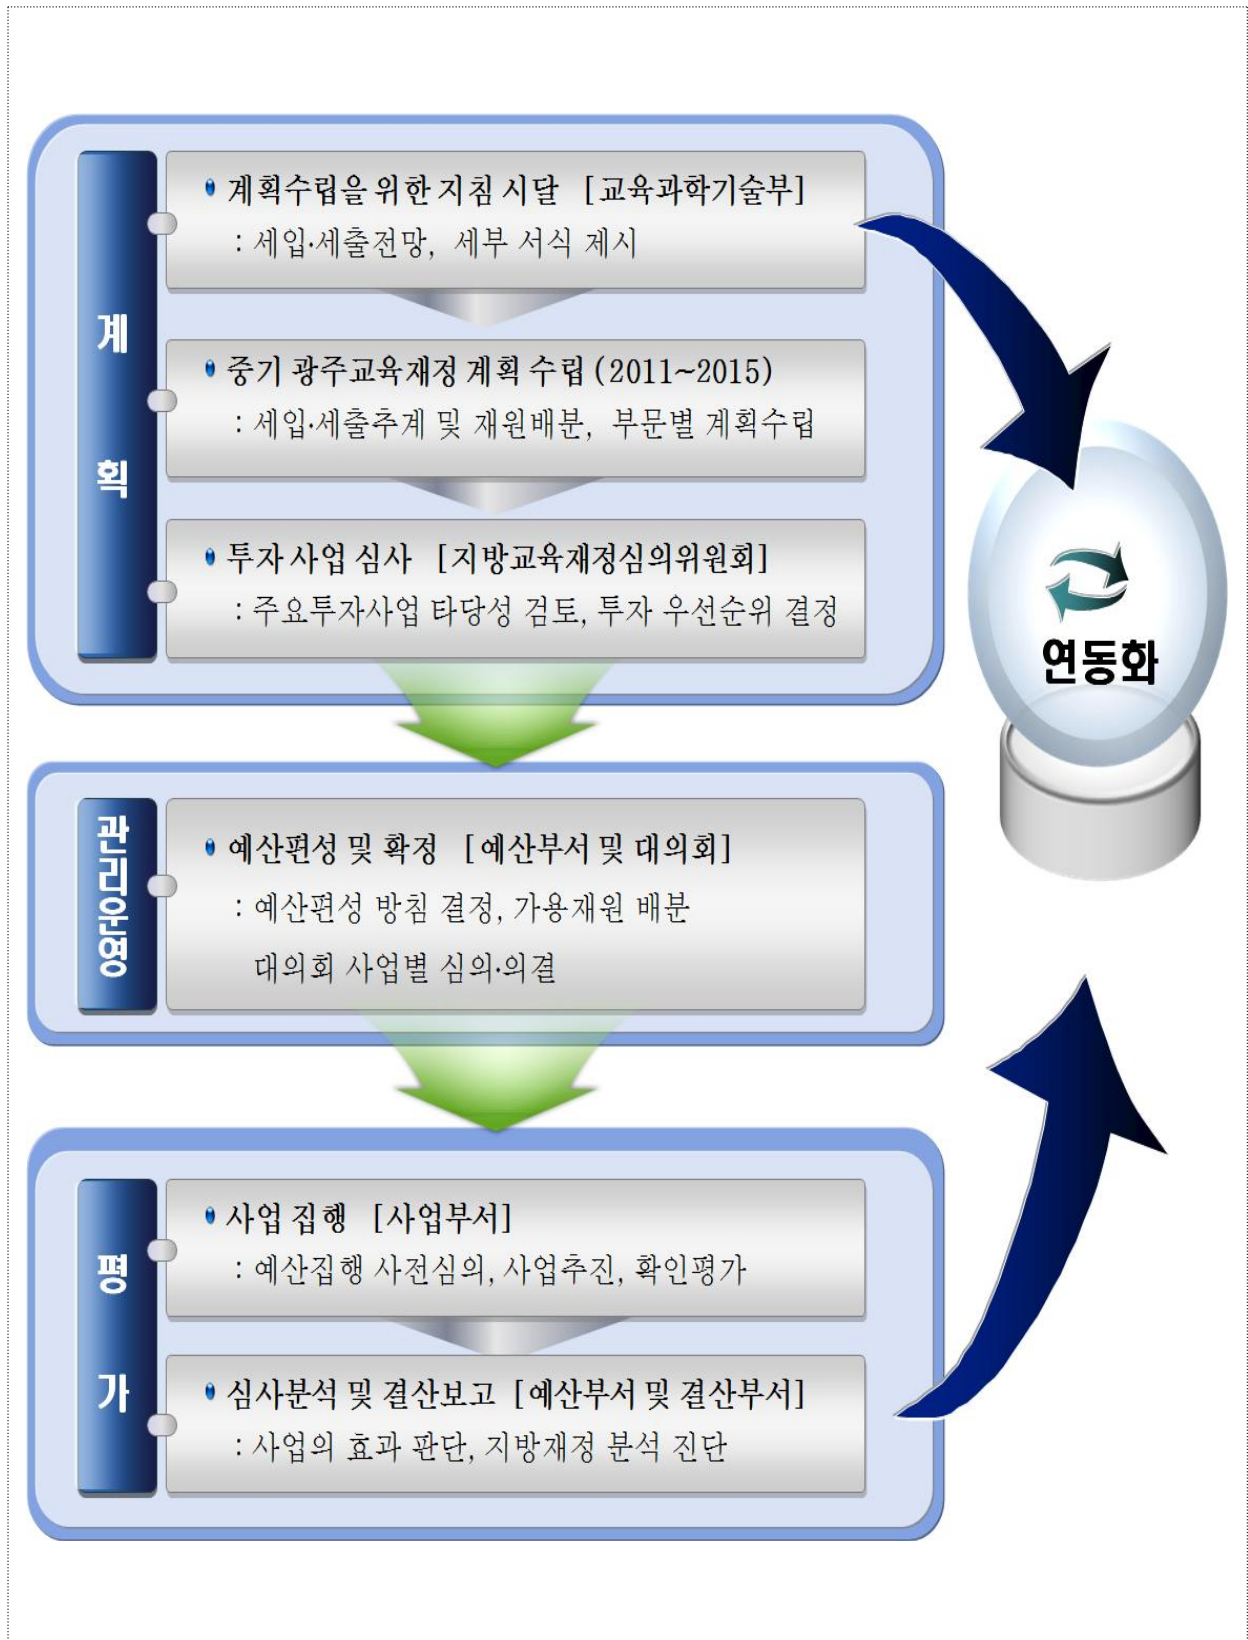 계획
계획수립을 위한 지침 시달 [교육과학기술부]
: 세입·세출전망, 세부 서식 제시
중기 광주교육재정 계획 수립 (2011~2015)
: 세입·세출추계 및 재원배분, 부문별 계획수립
투자 사업 심사 [지방교육재정심의위원회]
: 주요투자사업 타당성 검토, 투자 우선순위 결정
연동화
관리운영
예산편성 및 확정 [예산부서 및 대의회]
: 예산편성 방침 결정, 가용재원 배분
대의회 사업별 심의·의결
평가
사업 집행 [사업부서]
: 예산집행 사전심의, 사업추진, 확인평가
심사분석 및 결산보고 [예산부서 및 결산부서]
: 사업의 효과 판단, 지방재정 분석 진단